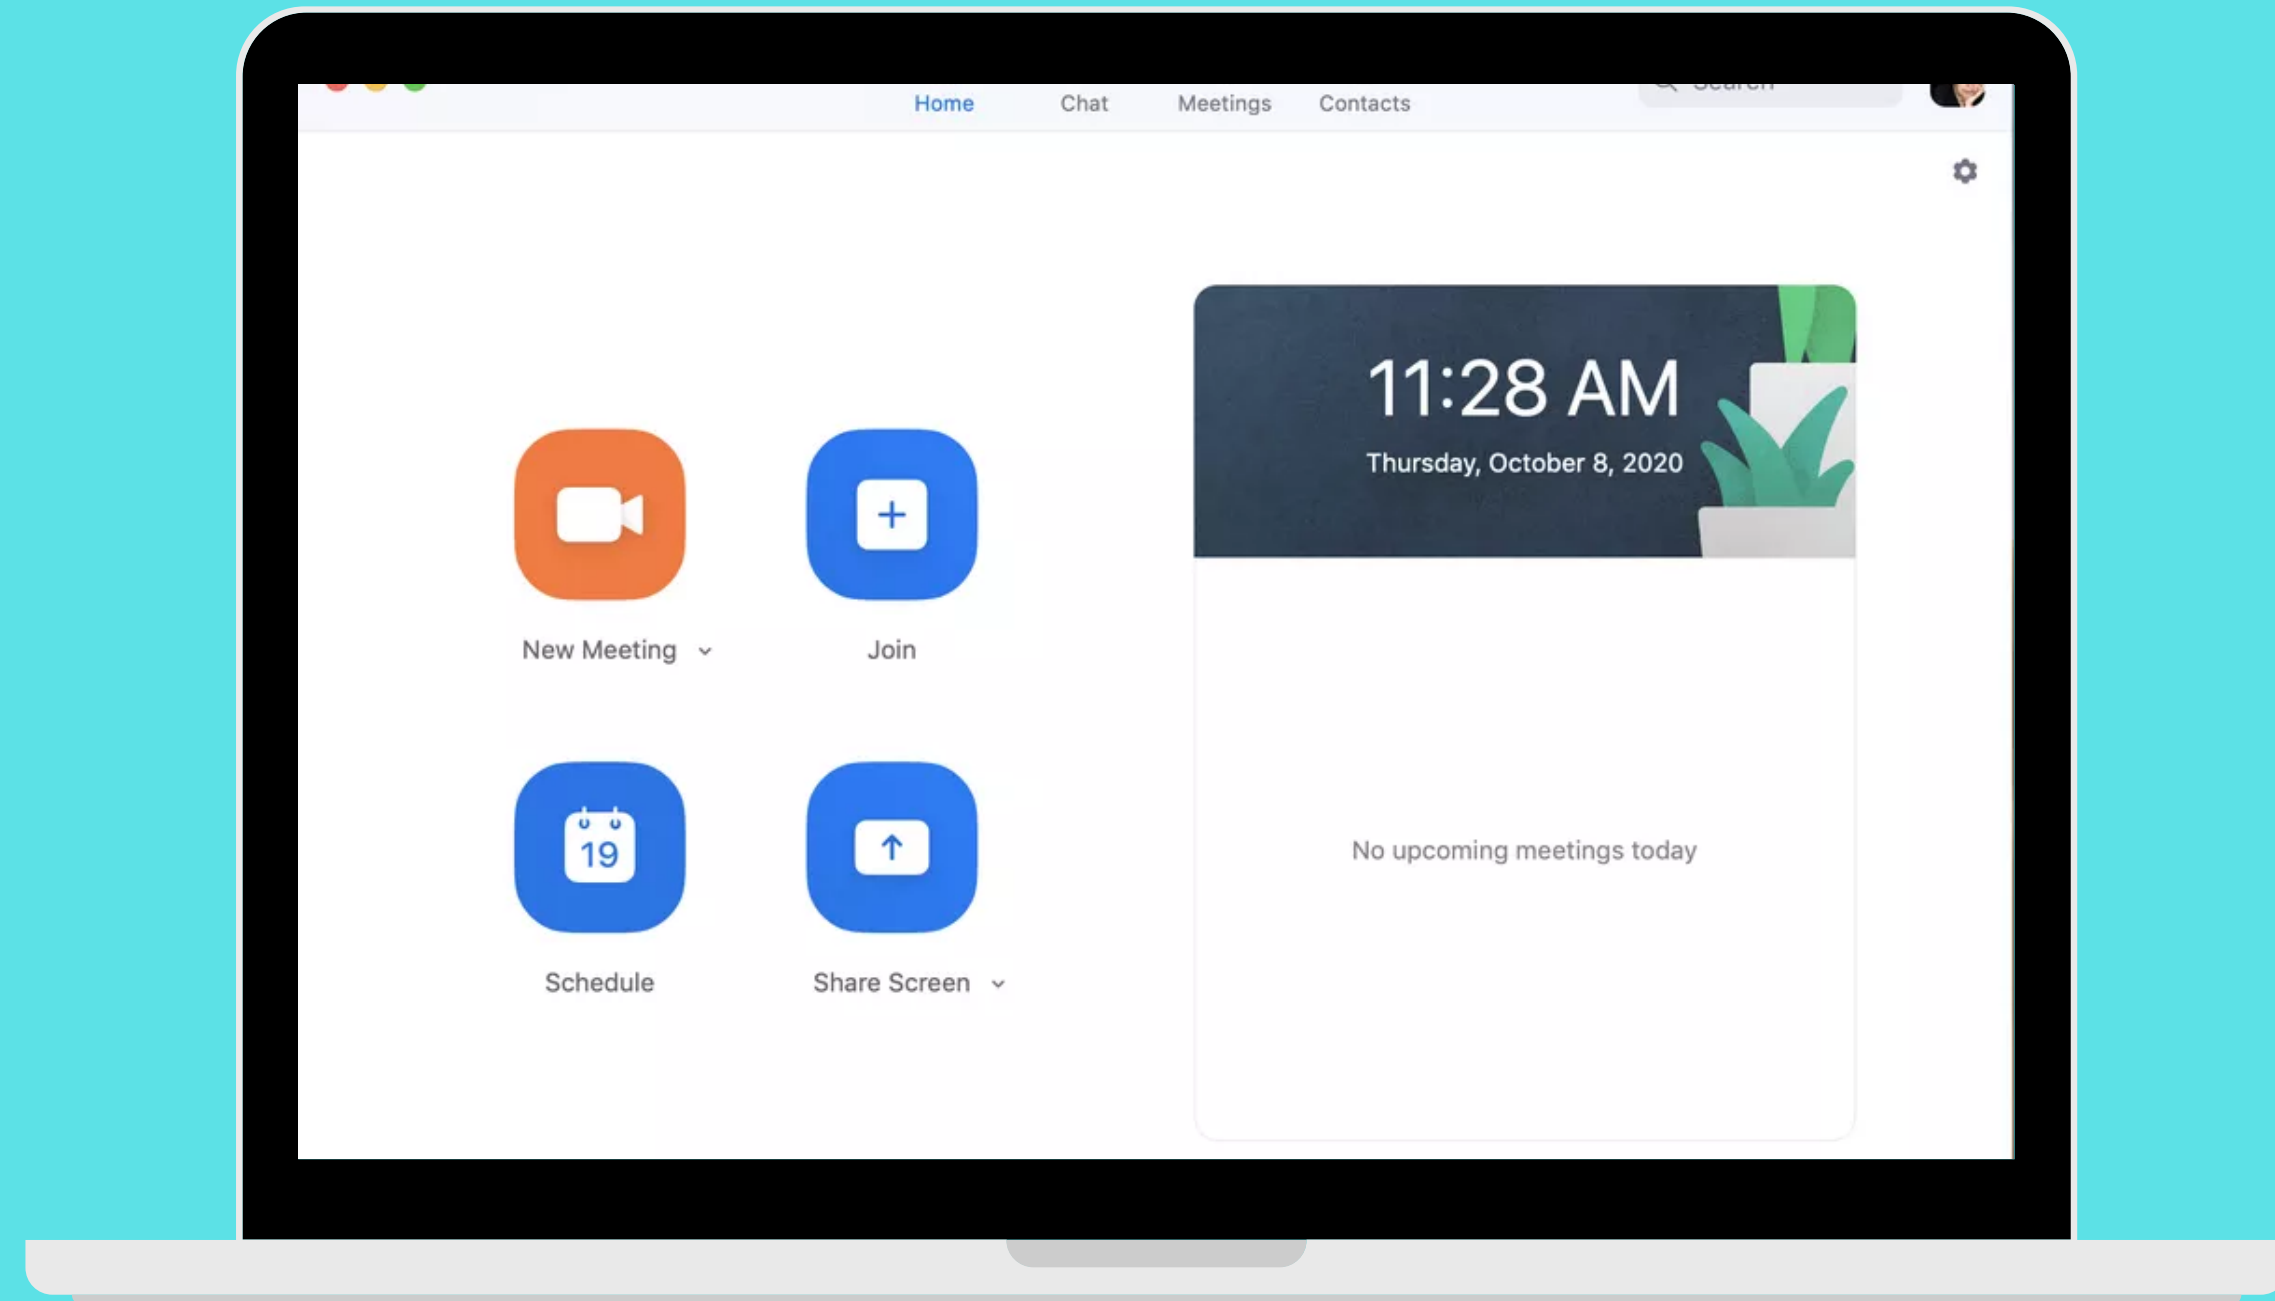 Search
Home Chat Meetings Contacts
11:28 AM
Thursday, October 8, 2020
New Meeting
Join
19
Schedule
Share Screen
No upcoming meetings today